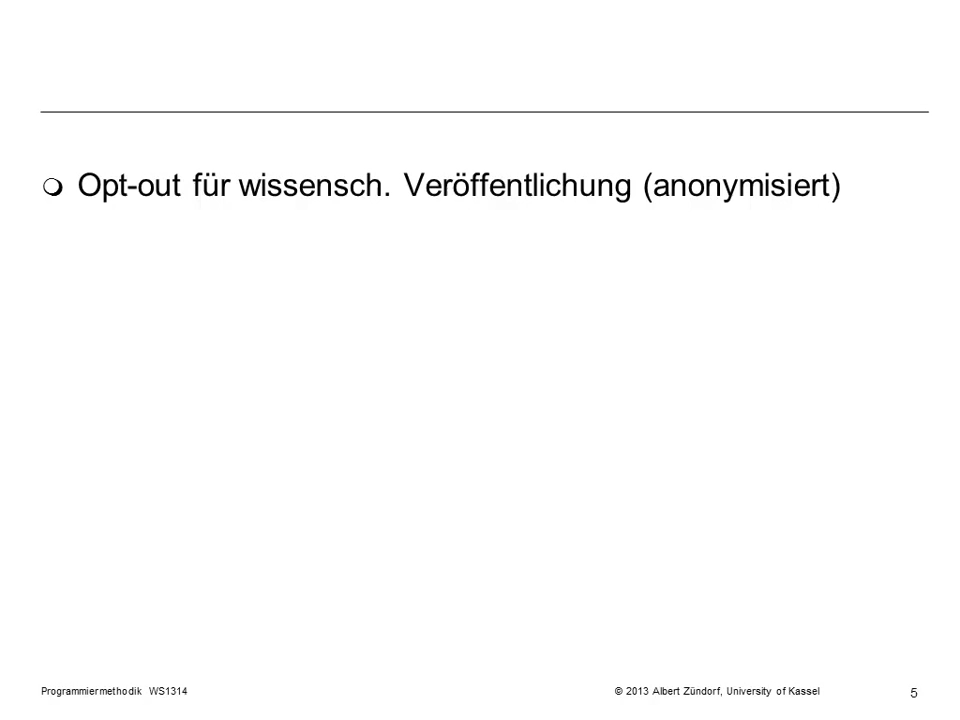 Opt-out für wissensch. Veröffentlichung (anonymisiert)
Programmiermethodik WS1314
© 2013 Albert Zündorf, University of Kassel
5